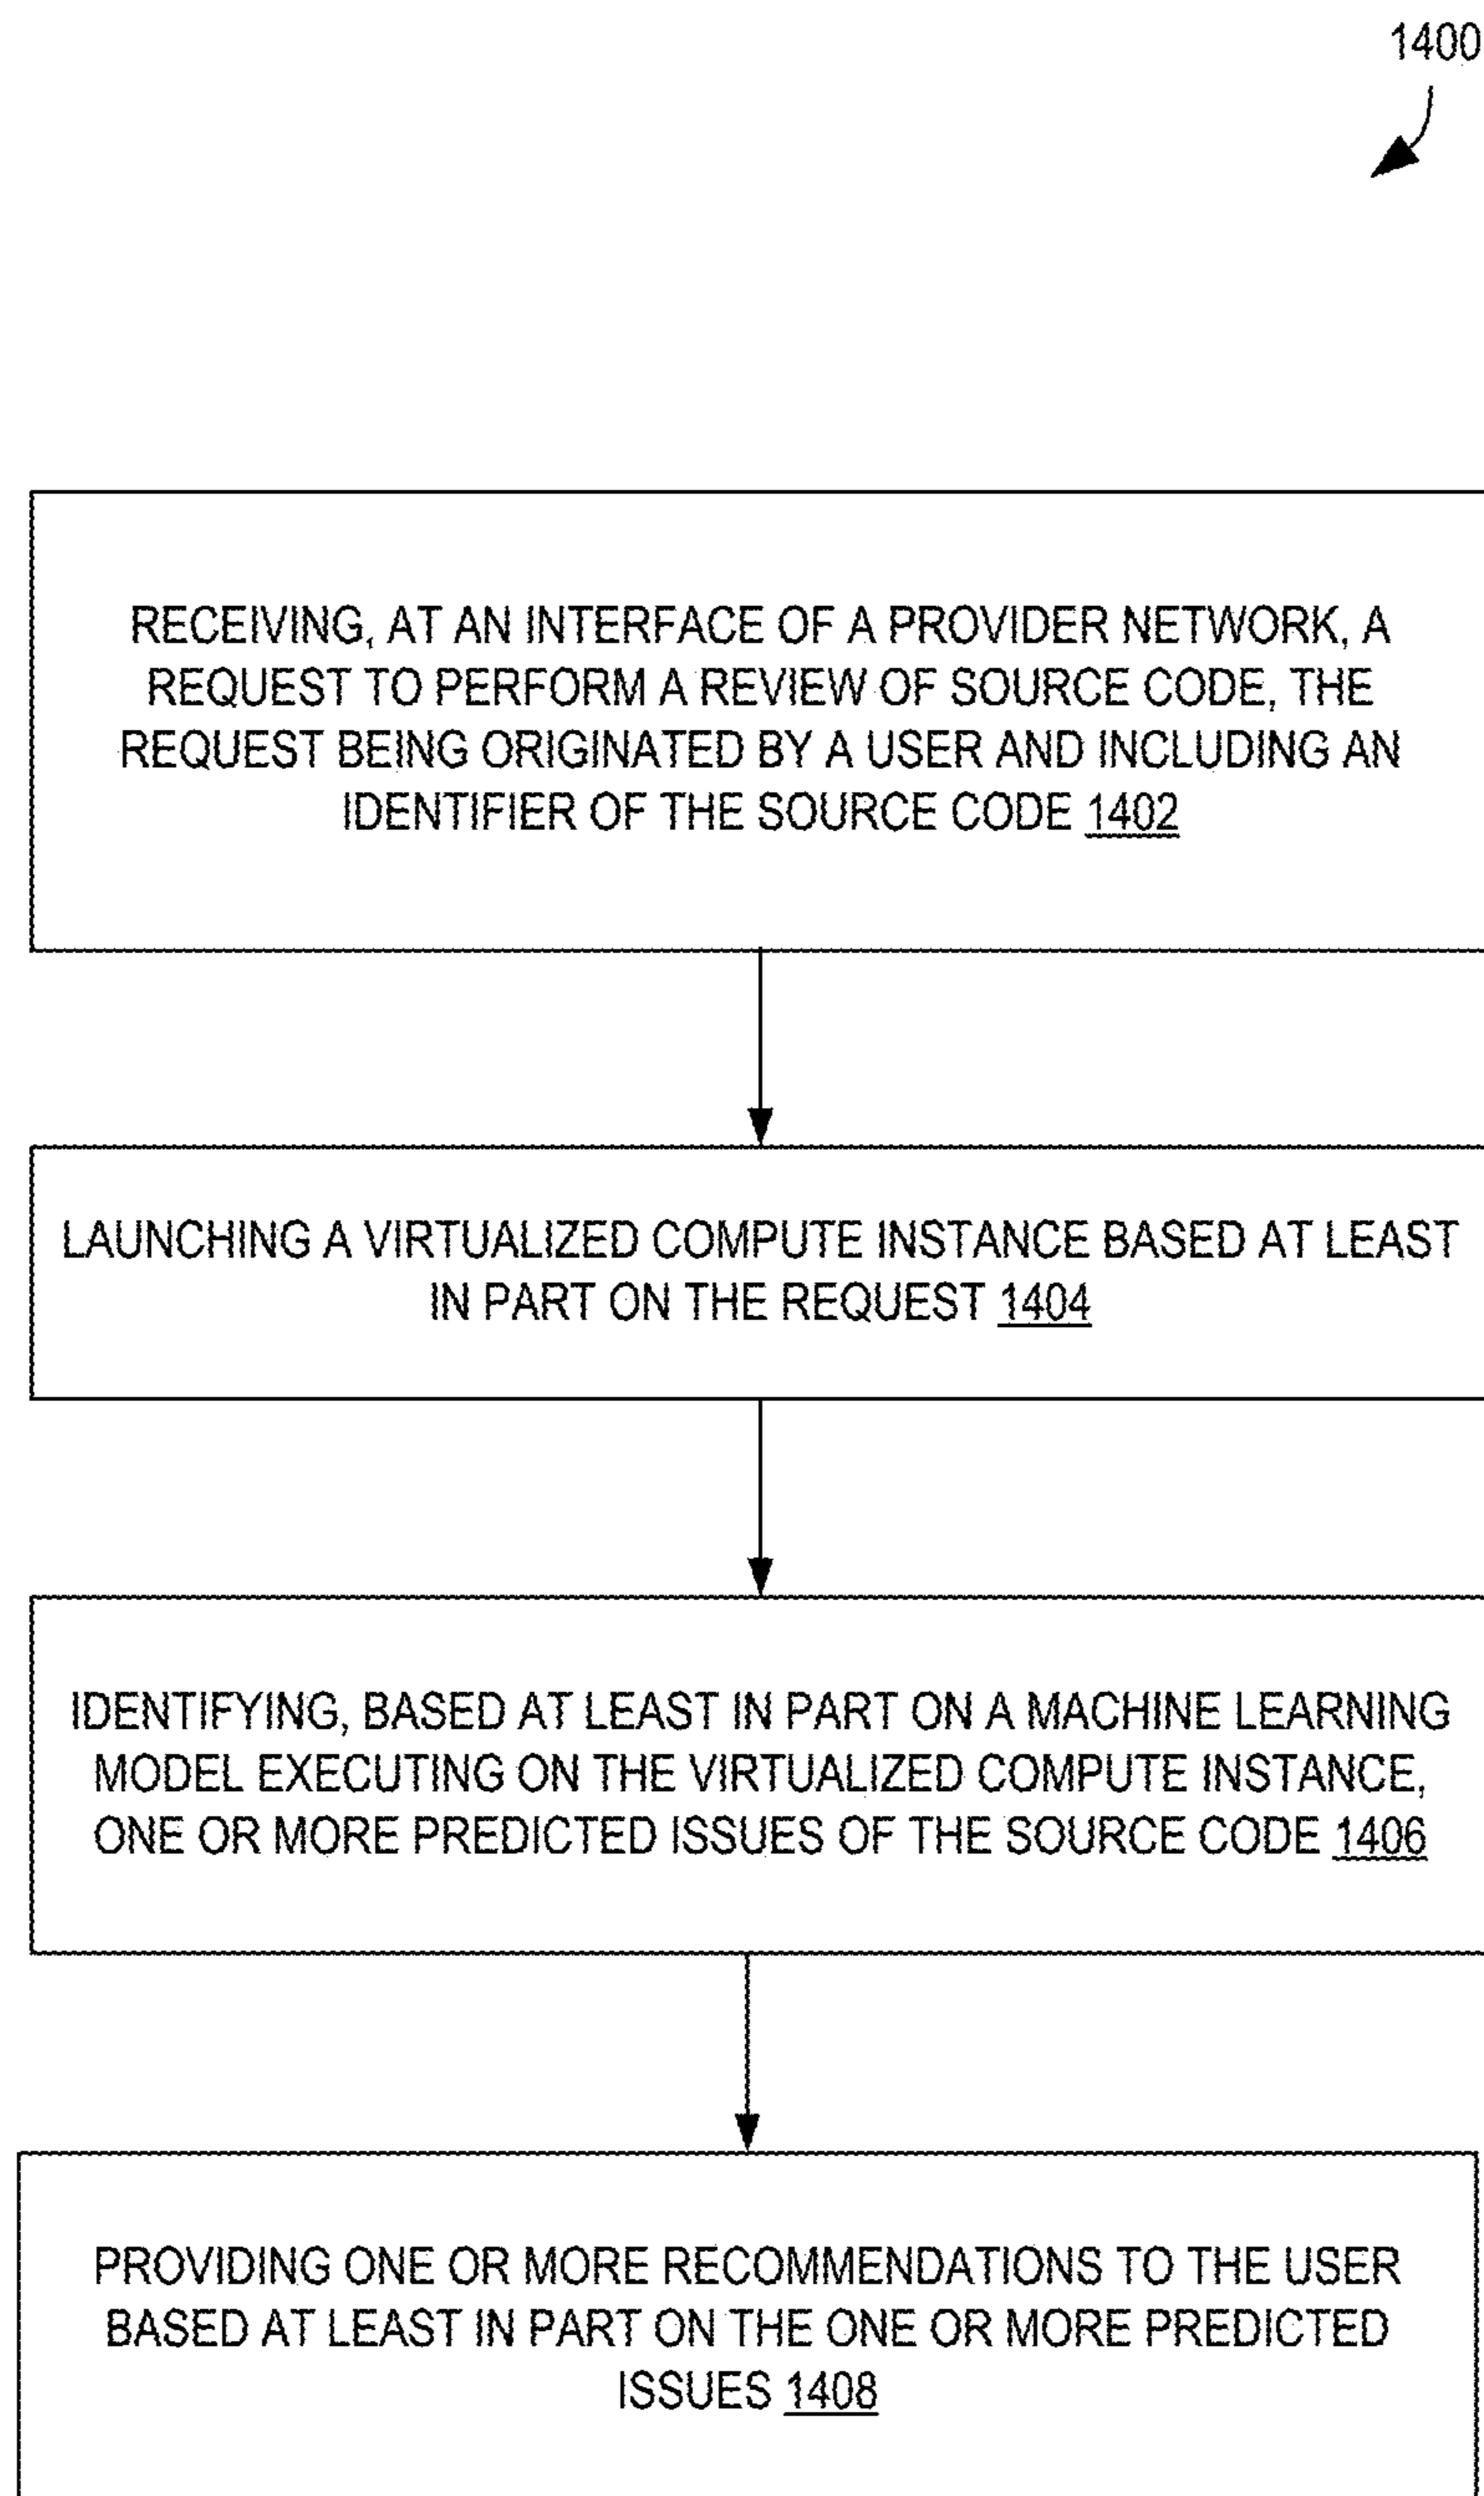 1400
RECEIVING, AT AN INTERFACE OF A PROVIDER NETWORK, A
REQUEST TO PERFORM A REVIEW OF SOURCE CODE, THE
REQUEST BEING ORIGINATED BY A USER AND INCLUDING AN
IDENTIFIER OF THE SOURCE CODE 1402
LAUNCHING A VIRTUALIZED COMPUTE INSTANCE BASED AT LEAST
IN PART ON THE REQUEST 1404
IDENTIFYING, BASED AT LEAST IN PART ON A MACHINE LEARNING
MODEL EXECUTING ON THE VIRTUALIZED COMPUTE INSTANCE,
ONE OR MORE PREDICTED ISSUES OF THE SOURCE CODE 1406
PROVIDING ONE OR MORE RECOMMENDATIONS TO THE USER
BASED AT LEAST IN PART ON THE ONE OR MORE PREDICTED
ISSUES 1408